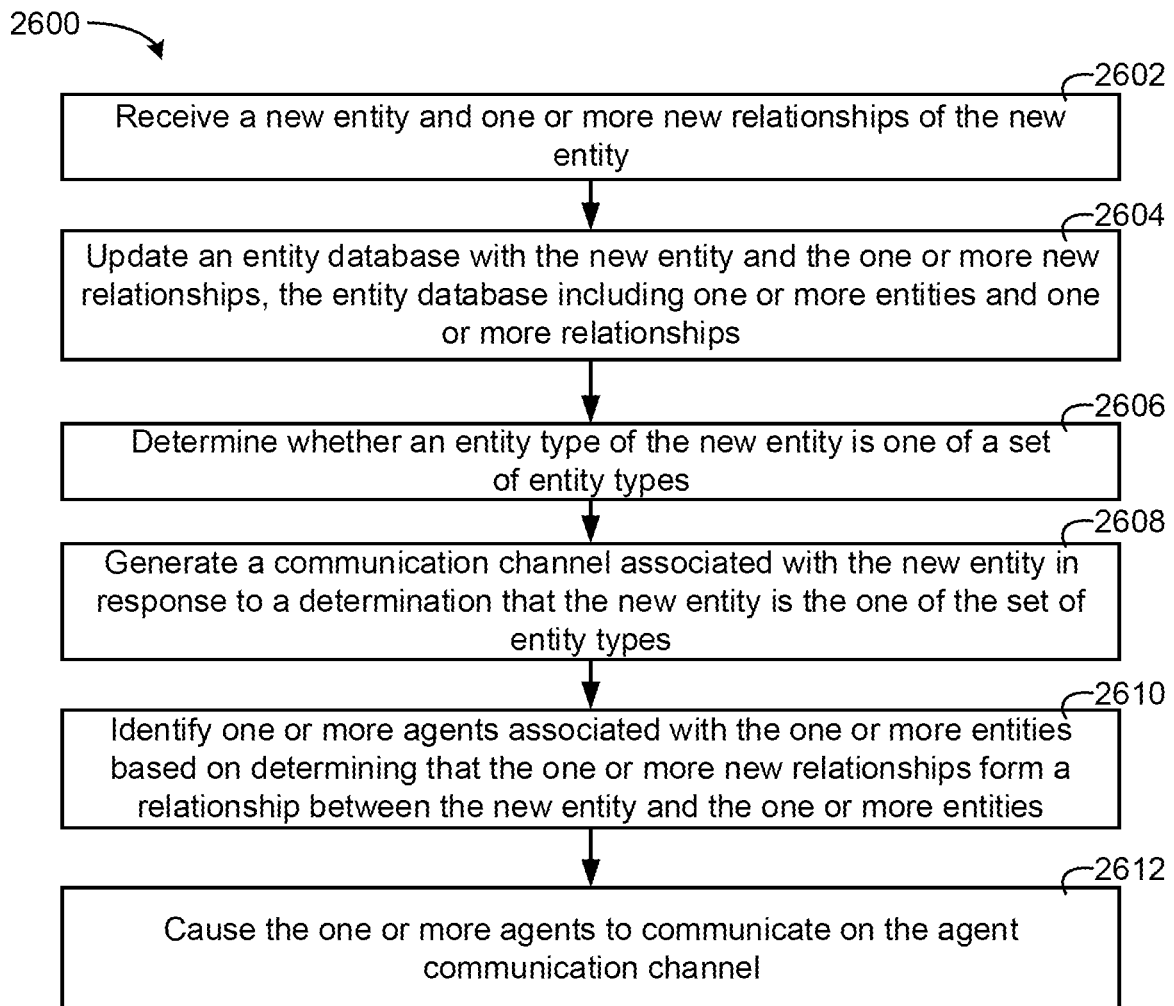 2600
2602
Receive a new entity and one or more new relationships of the new
entity
2604
Update an entity database with the new entity and the one or more new
relationships, the entity database including one or more entities and one
or more relationships
2606
Determine whether an entity type of the new entity is one of a set
of entity types
2608
Generate a communication channel associated with the new entity in
response to a determination that the new entity is the one of the set of
entity types
2610
Identify one or more agents associated with the one or more entities
based on determining that the one or more new relationships form a
relationship between the new entity and the one or more entities
2612
Cause the one or more agents to communicate on the agent
communication channel